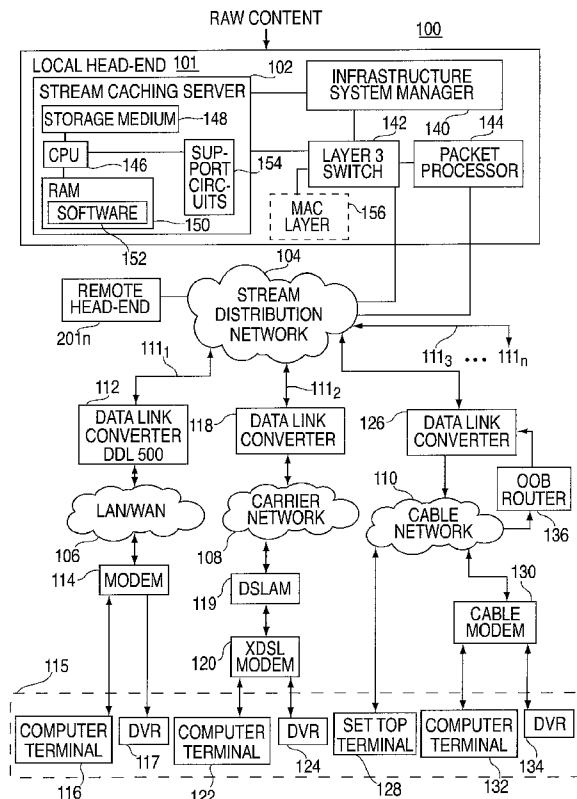 RAW CONTENT
100
LOCAL HEAD-END 101
102
STREAM CACHING SERVER
STORAGE MEDIUM
148
CPU
146
SUP-
PORT
CIRC-
UITS
154
RAM
SOFTWARE
150
152
INFRASTRUCTURE
SYSTEM MANAGER
140
142
144
LAYER 3
SWITCH
PACKET
PROCESSOR
MAC
LAYER
156
104
REMOTE
HEAD-END
201n
STREAM
DISTRIBUTION
NETWORK
111₁
111₂
111₃ ••• 111n
112
DATA LINK
CONVERTER
DDL 500
118
DATA LINK
CONVERTER
126
DATA LINK
CONVERTER
OOB
ROUTER
136
LAN/WAN
106
CARRIER
NETWORK
108
110
CABLE
NETWORK
114
MODEM
119
DSLAM
130
CABLE
MODEM
120
XDSL
MODEM
115
COMPUTER
TERMINAL
116
DVR
117
COMPUTER
TERMINAL
122
DVR
124
SET TOP
TERMINAL
128
COMPUTER
TERMINAL
132
DVR
134